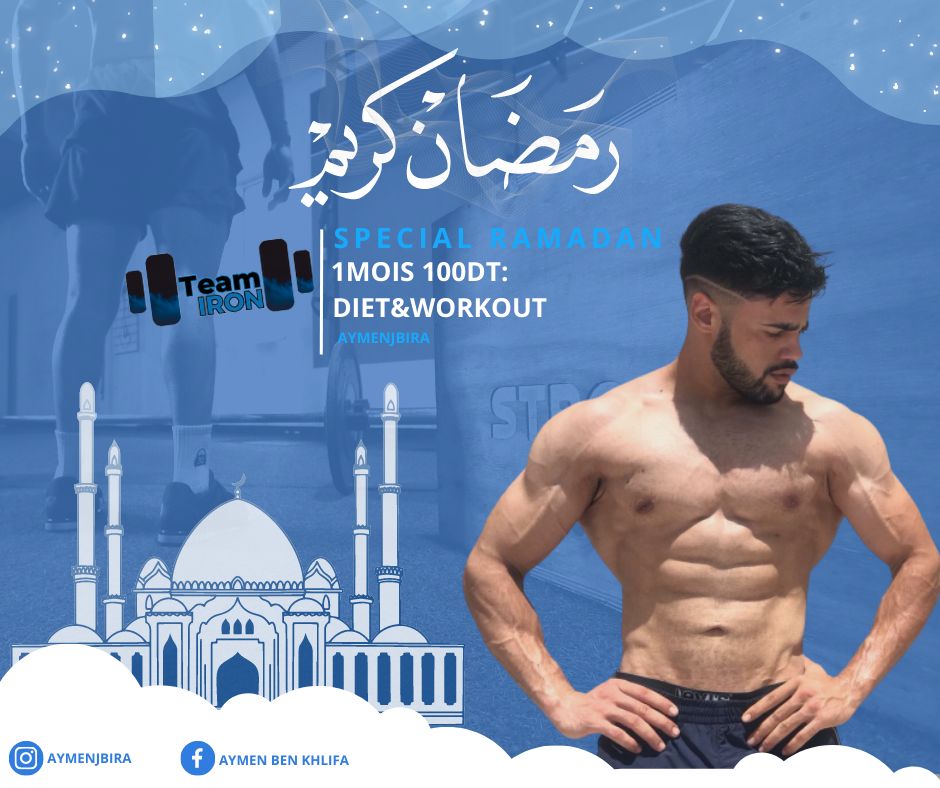 رَمَضَان كَرِيمْ
SPECIAL RAMADAN
Team
IRON
1MOIS 100DT:
DIET&WORKOUT
AYMENJBIRA
AYMENJBIRA
AYMEN BEN KHLIFA